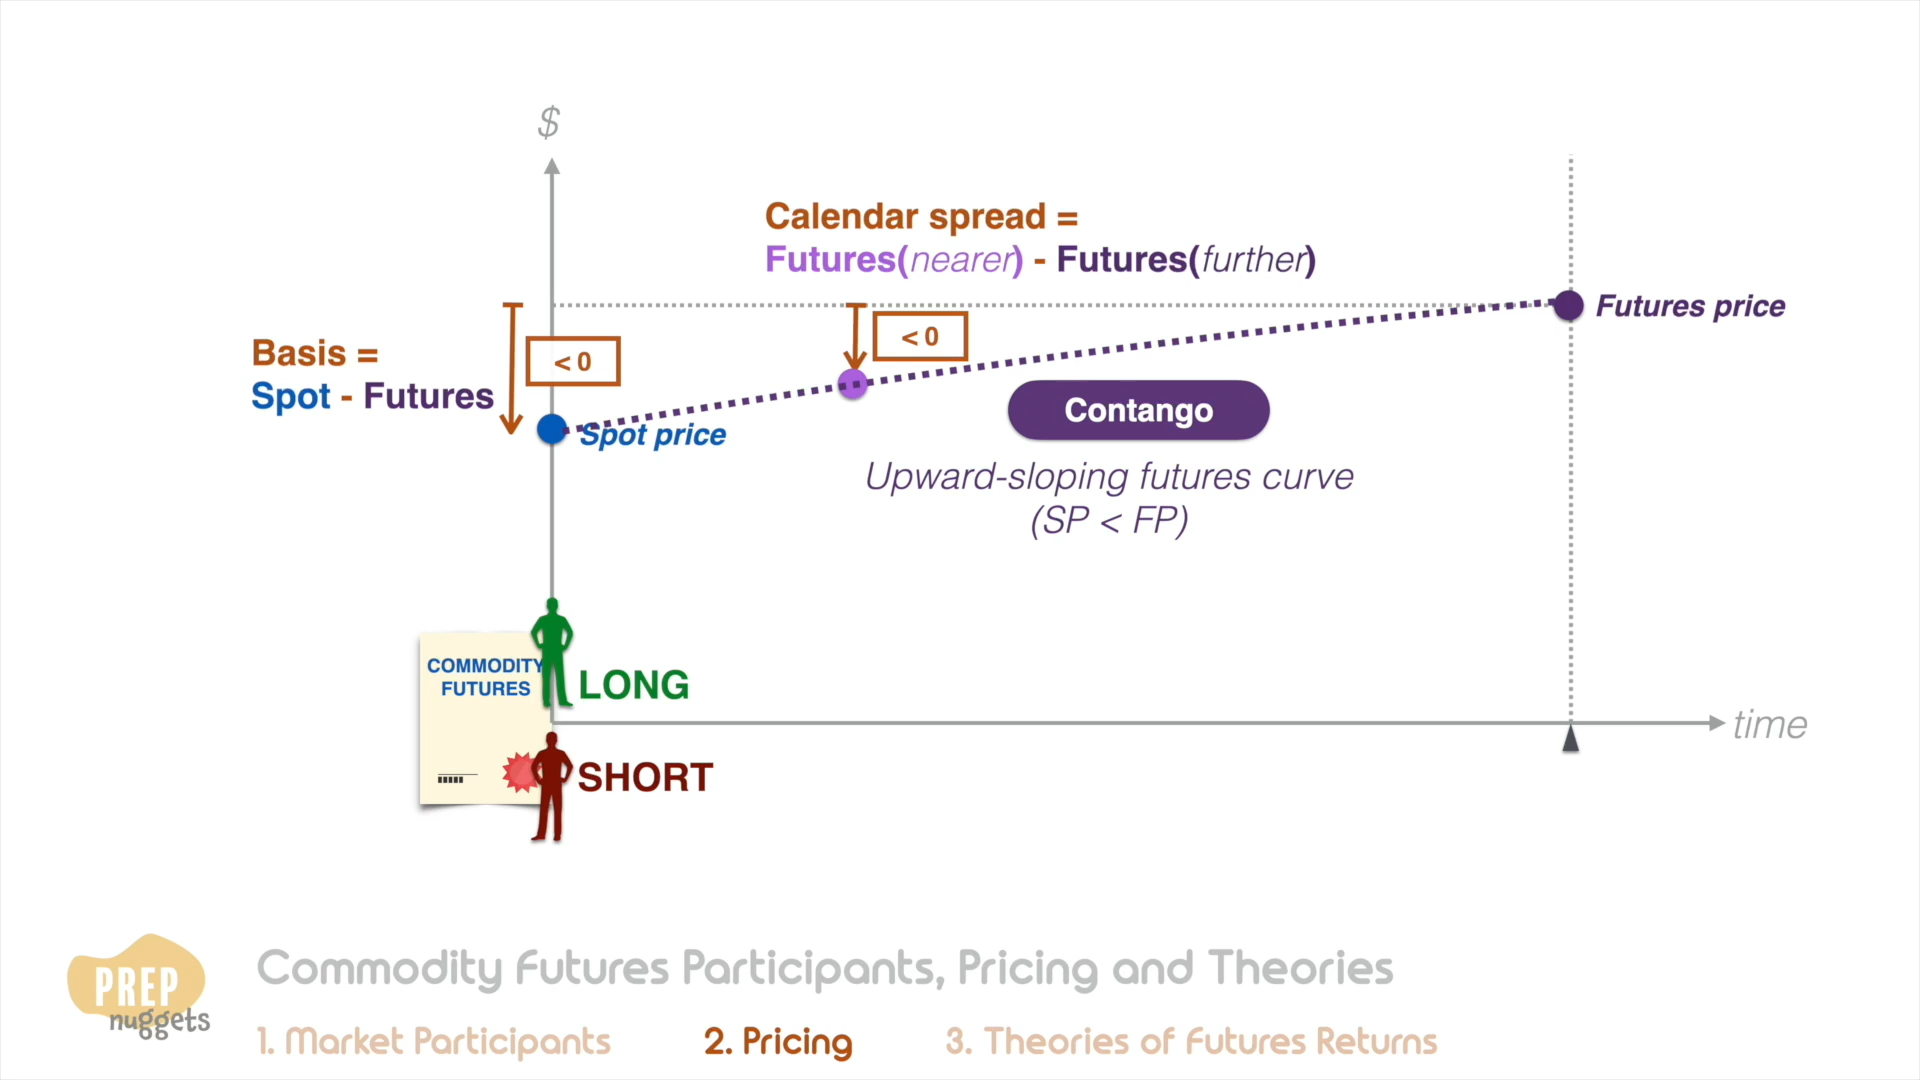 $
Calendar spread =
Futures(nearer) - Futures(further)
Futures price
< 0
< 0
Basis =
Spot - Futures
Spot price
Contango
Upward-sloping futures curve
(SP < FP)
COMMODITY
FUTURES
LONG
time
SHORT
PREP
nuggets
Commodity Futures Participants, Pricing and Theories
1. Market Participants
2. Pricing
3. Theories of Futures Returns